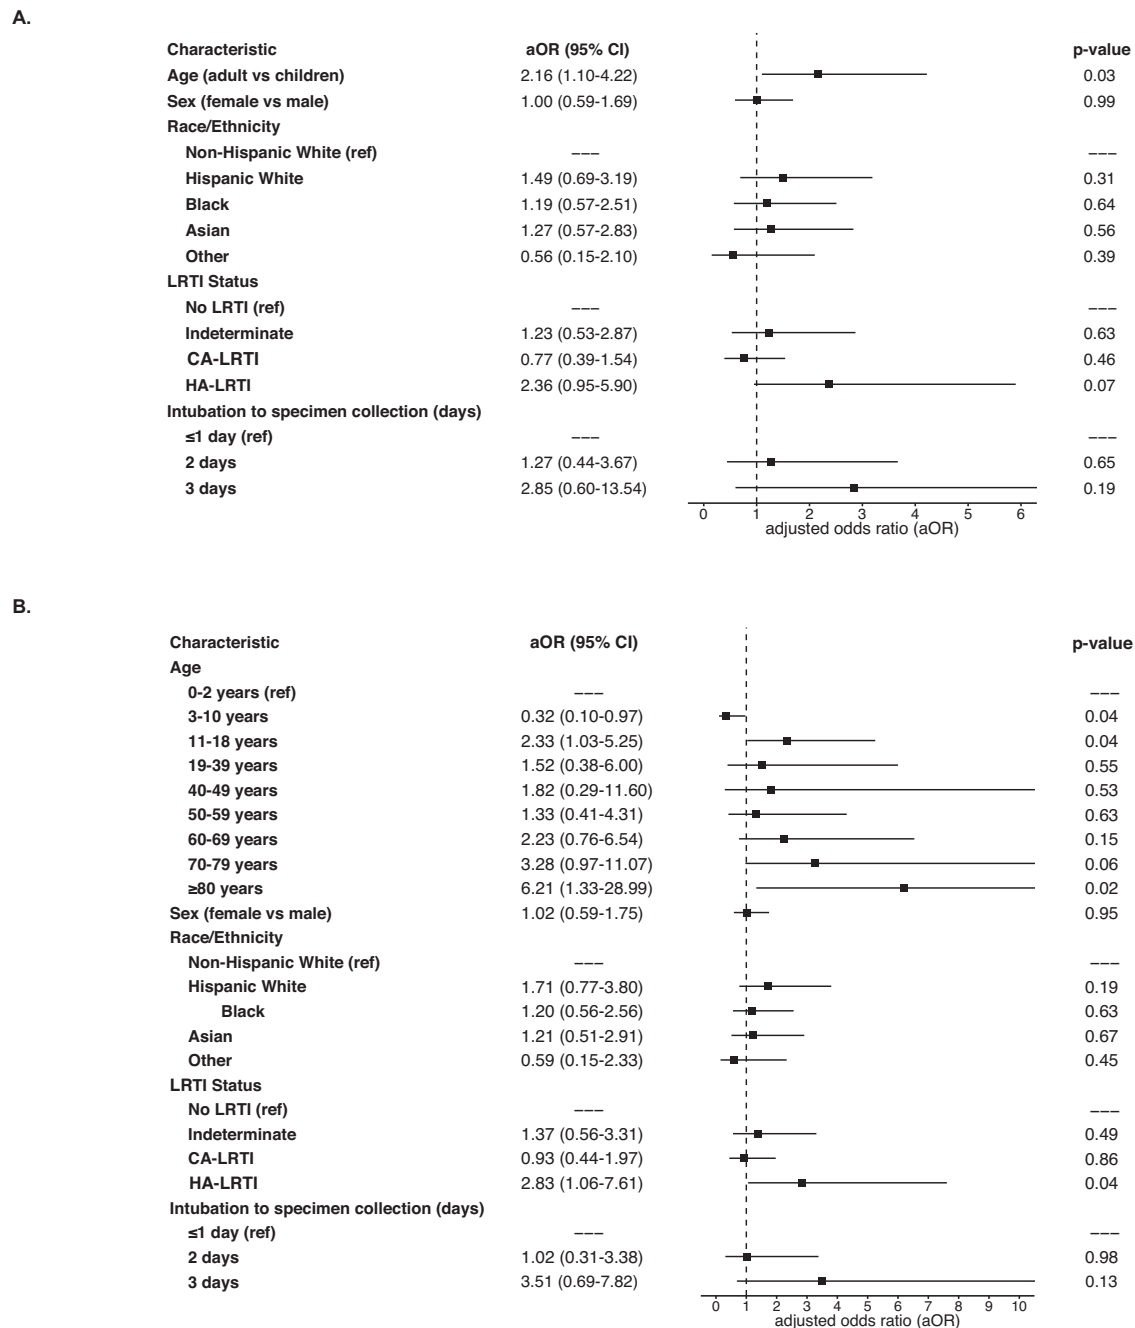 A.
Characteristic aOR (95% CI) p-value
Age (adult vs children) 2.16 (1.10-4.22) 0.03
Sex (female vs male) 1.00 (0.59-1.69) 0.99
Race/Ethnicity
Non-Hispanic White (ref) ––– –––
Hispanic White 1.49 (0.69-3.19) 0.31
Black 1.19 (0.57-2.51) 0.64
Asian 1.27 (0.57-2.83) 0.56
Other 0.56 (0.15-2.10) 0.39
LRTI Status
No LRTI (ref) ––– –––
Indeterminate 1.23 (0.53-2.87) 0.63
CA-LRTI 0.77 (0.39-1.54) 0.46
HA-LRTI 2.36 (0.95-5.90) 0.07
Intubation to specimen collection (days)
≤1 day (ref) ––– –––
2 days 1.27 (0.44-3.67) 0.65
3 days 2.85 (0.60-13.54) 0.19
0 1 2 3 4 5 6
adjusted odds ratio (aOR)
B.
Characteristic aOR (95% CI) p-value
Age
0-2 years (ref) ––– –––
3-10 years 0.32 (0.10-0.97) 0.04
11-18 years 2.33 (1.03-5.25) 0.04
19-39 years 1.52 (0.38-6.00) 0.55
40-49 years 1.82 (0.29-11.60) 0.53
50-59 years 1.33 (0.41-4.31) 0.63
60-69 years 2.23 (0.76-6.54) 0.15
70-79 years 3.28 (0.97-11.07) 0.06
≥80 years 6.21 (1.33-28.99) 0.02
Sex (female vs male) 1.02 (0.59-1.75) 0.95
Race/Ethnicity
Non-Hispanic White (ref) ––– –––
Hispanic White 1.71 (0.77-3.80) 0.19
Black 1.20 (0.56-2.56) 0.63
Asian 1.21 (0.51-2.91) 0.67
Other 0.59 (0.15-2.33) 0.45
LRTI Status
No LRTI (ref) ––– –––
Indeterminate 1.37 (0.56-3.31) 0.49
CA-LRTI 0.93 (0.44-1.97) 0.86
HA-LRTI 2.83 (1.06-7.61) 0.04
Intubation to specimen collection (days)
≤1 day (ref) ––– –––
2 days 1.02 (0.31-3.38) 0.98
3 days 3.51 (0.69-7.82) 0.13
0 1 2 3 4 5 6 7 8 9 10
adjusted odds ratio (aOR)